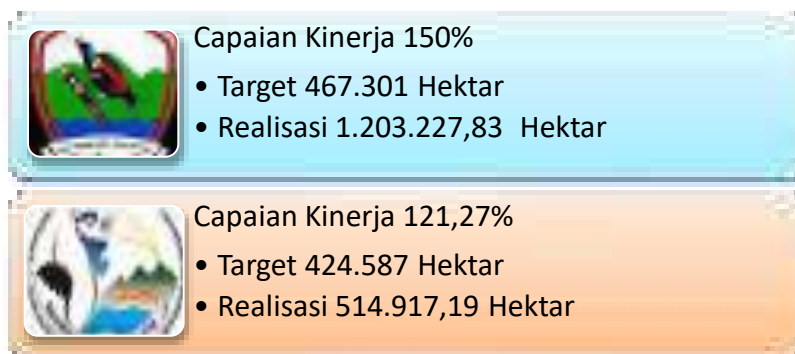 Capaian Kinerja 150%
• Target 467.301 Hektar
• Realisasi 1.203.227,83 Hektar
Capaian Kinerja 121,27%
• Target 424.587 Hektar
• Realisasi 514.917,19 Hektar